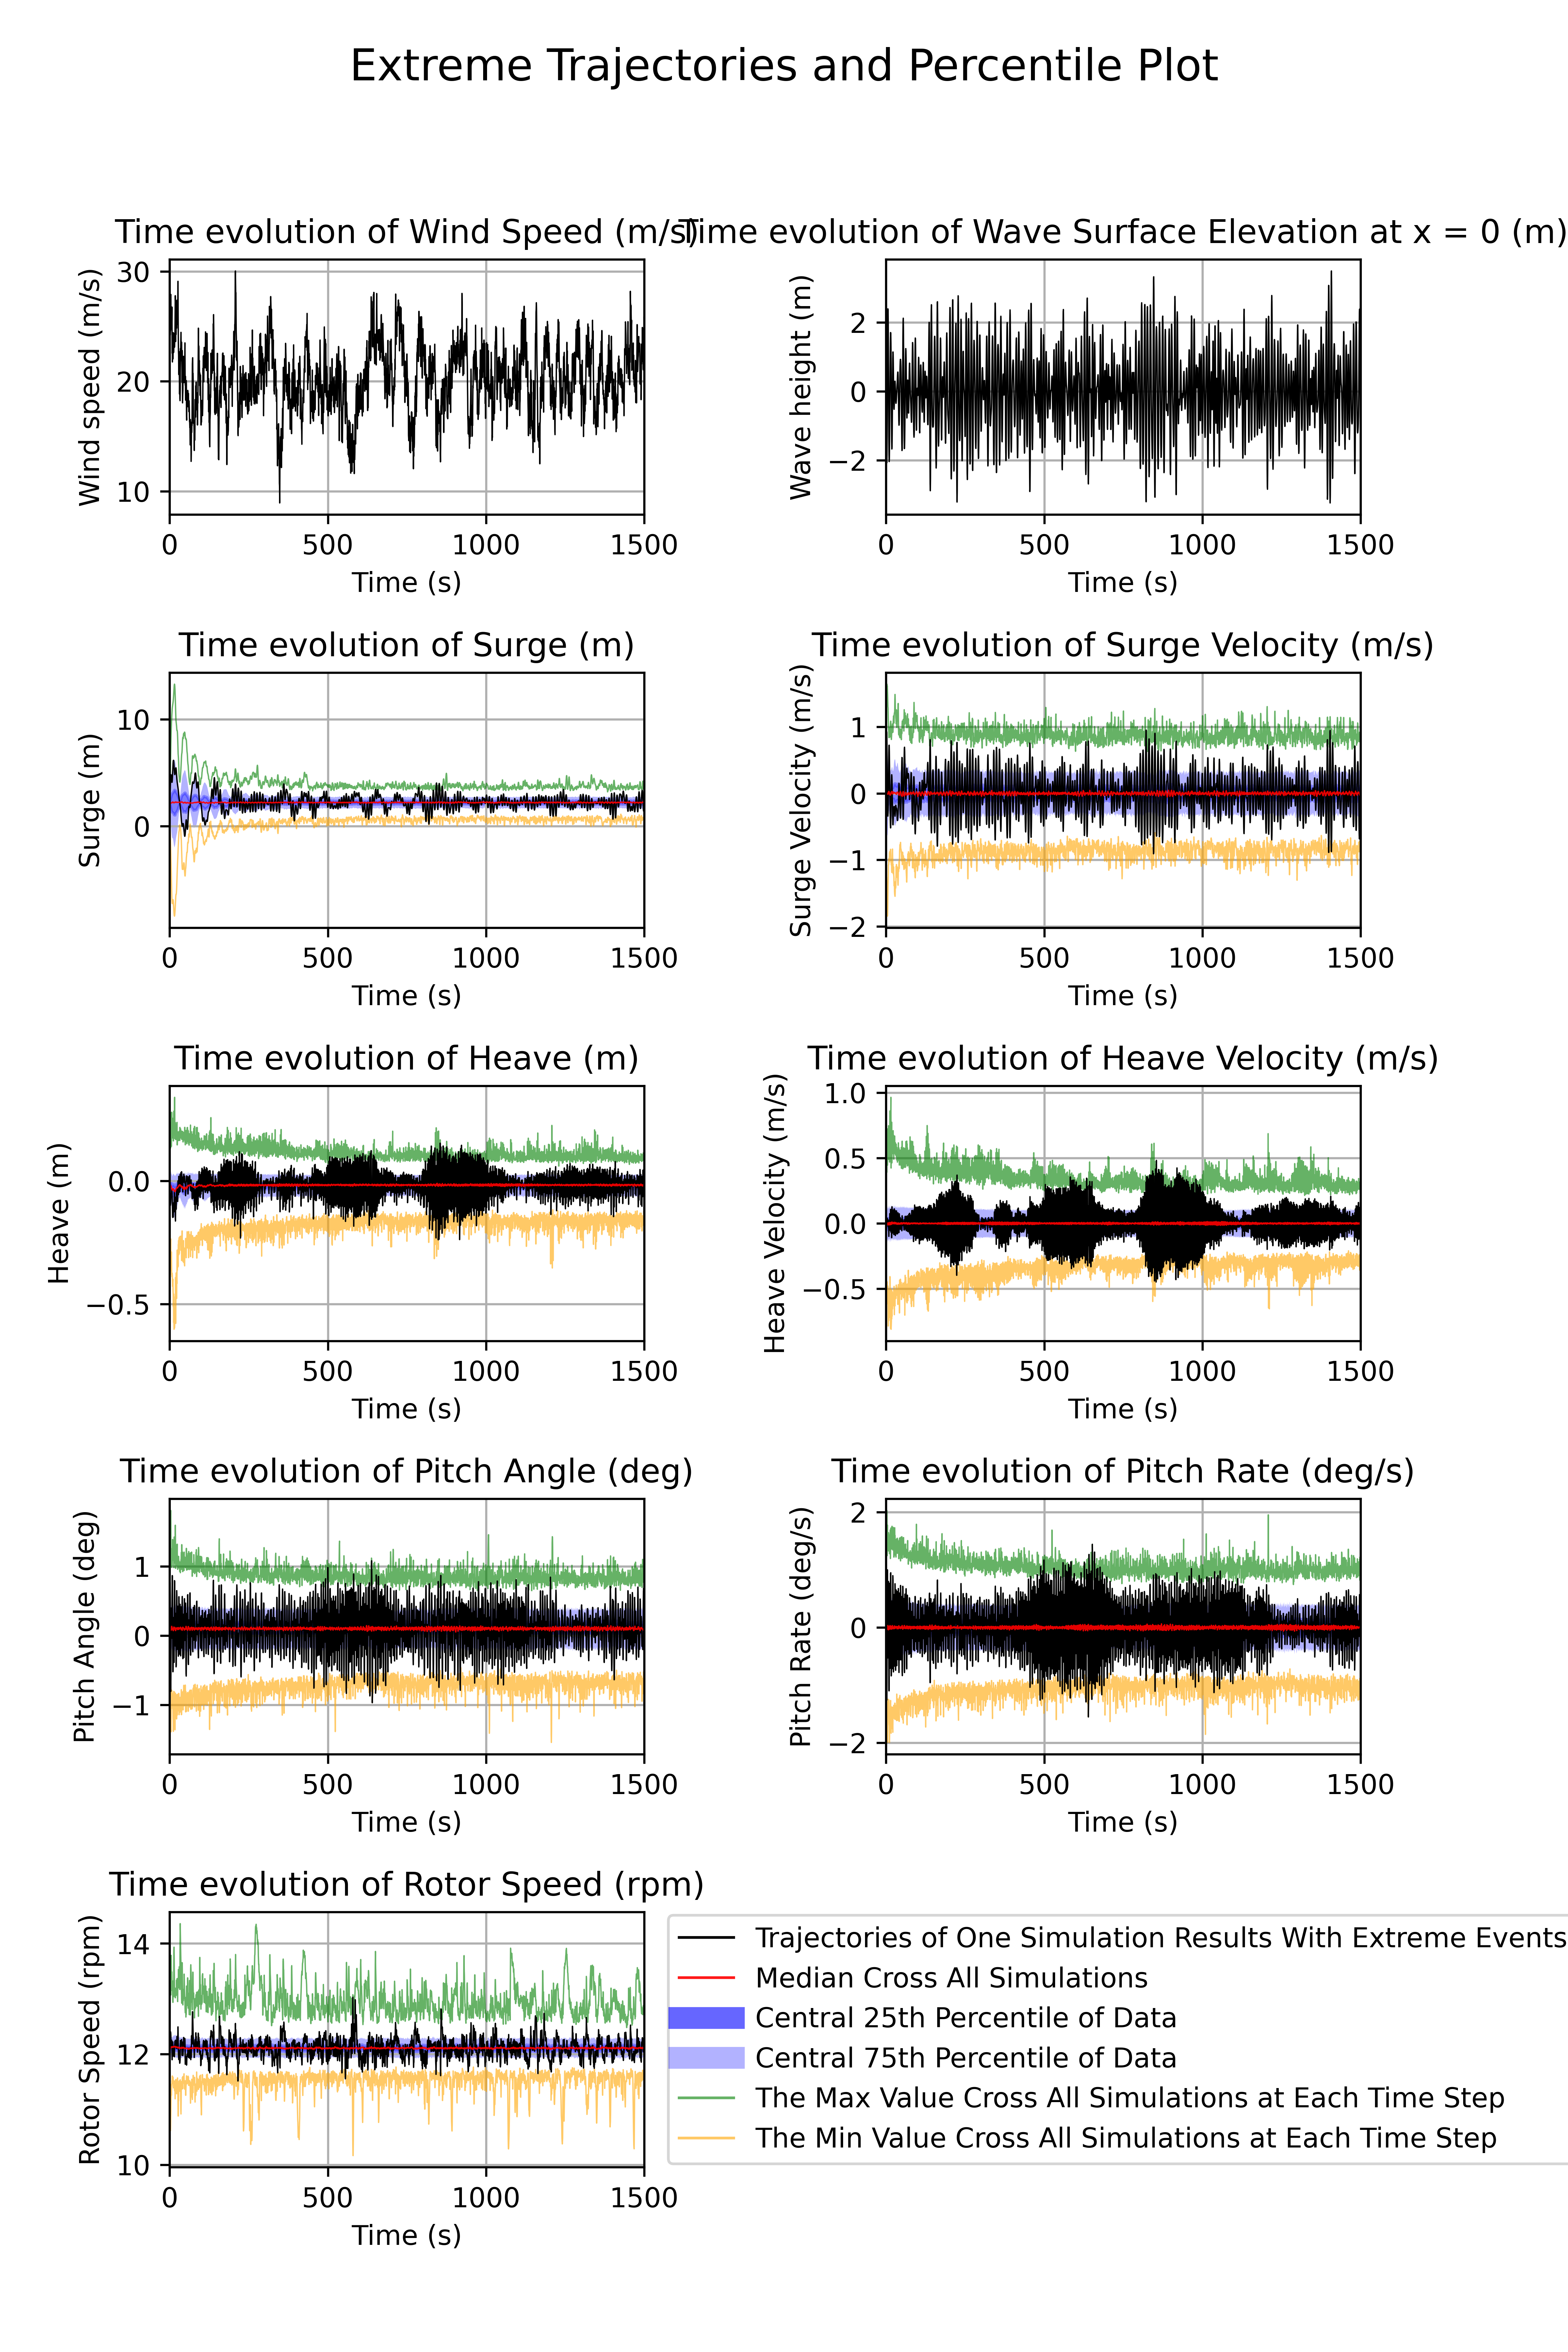 Extreme Trajectories and Percentile Plot
Time evolution of Wind Speed (m/s)
Wind speed (m/s)
30
20
10
0 500 1000 1500
Time (s)
Time evolution of Wave Surface Elevation at x = 0 (m)
Wave height (m)
2
0
−2
0 500 1000 1500
Time (s)
Time evolution of Surge (m)
Surge (m)
10
0
0 500 1000 1500
Time (s)
Time evolution of Surge Velocity (m/s)
Surge Velocity (m/s)
1
0
−1
−2
0 500 1000 1500
Time (s)
Time evolution of Heave (m)
Heave (m)
0.0
−0.5
0 500 1000 1500
Time (s)
Time evolution of Heave Velocity (m/s)
Heave Velocity (m/s)
1.0
0.5
0.0
−0.5
0 500 1000 1500
Time (s)
Time evolution of Pitch Angle (deg)
Pitch Angle (deg)
1
0
−1
0 500 1000 1500
Time (s)
Time evolution of Pitch Rate (deg/s)
Pitch Rate (deg/s)
2
0
−2
0 500 1000 1500
Time (s)
Time evolution of Rotor Speed (rpm)
Rotor Speed (rpm)
14
12
10
0 500 1000 1500
Time (s)
Trajectories of One Simulation Results With Extreme Events
Median Cross All Simulations
Central 25th Percentile of Data
Central 75th Percentile of Data
The Max Value Cross All Simulations at Each Time Step
The Min Value Cross All Simulations at Each Time Step